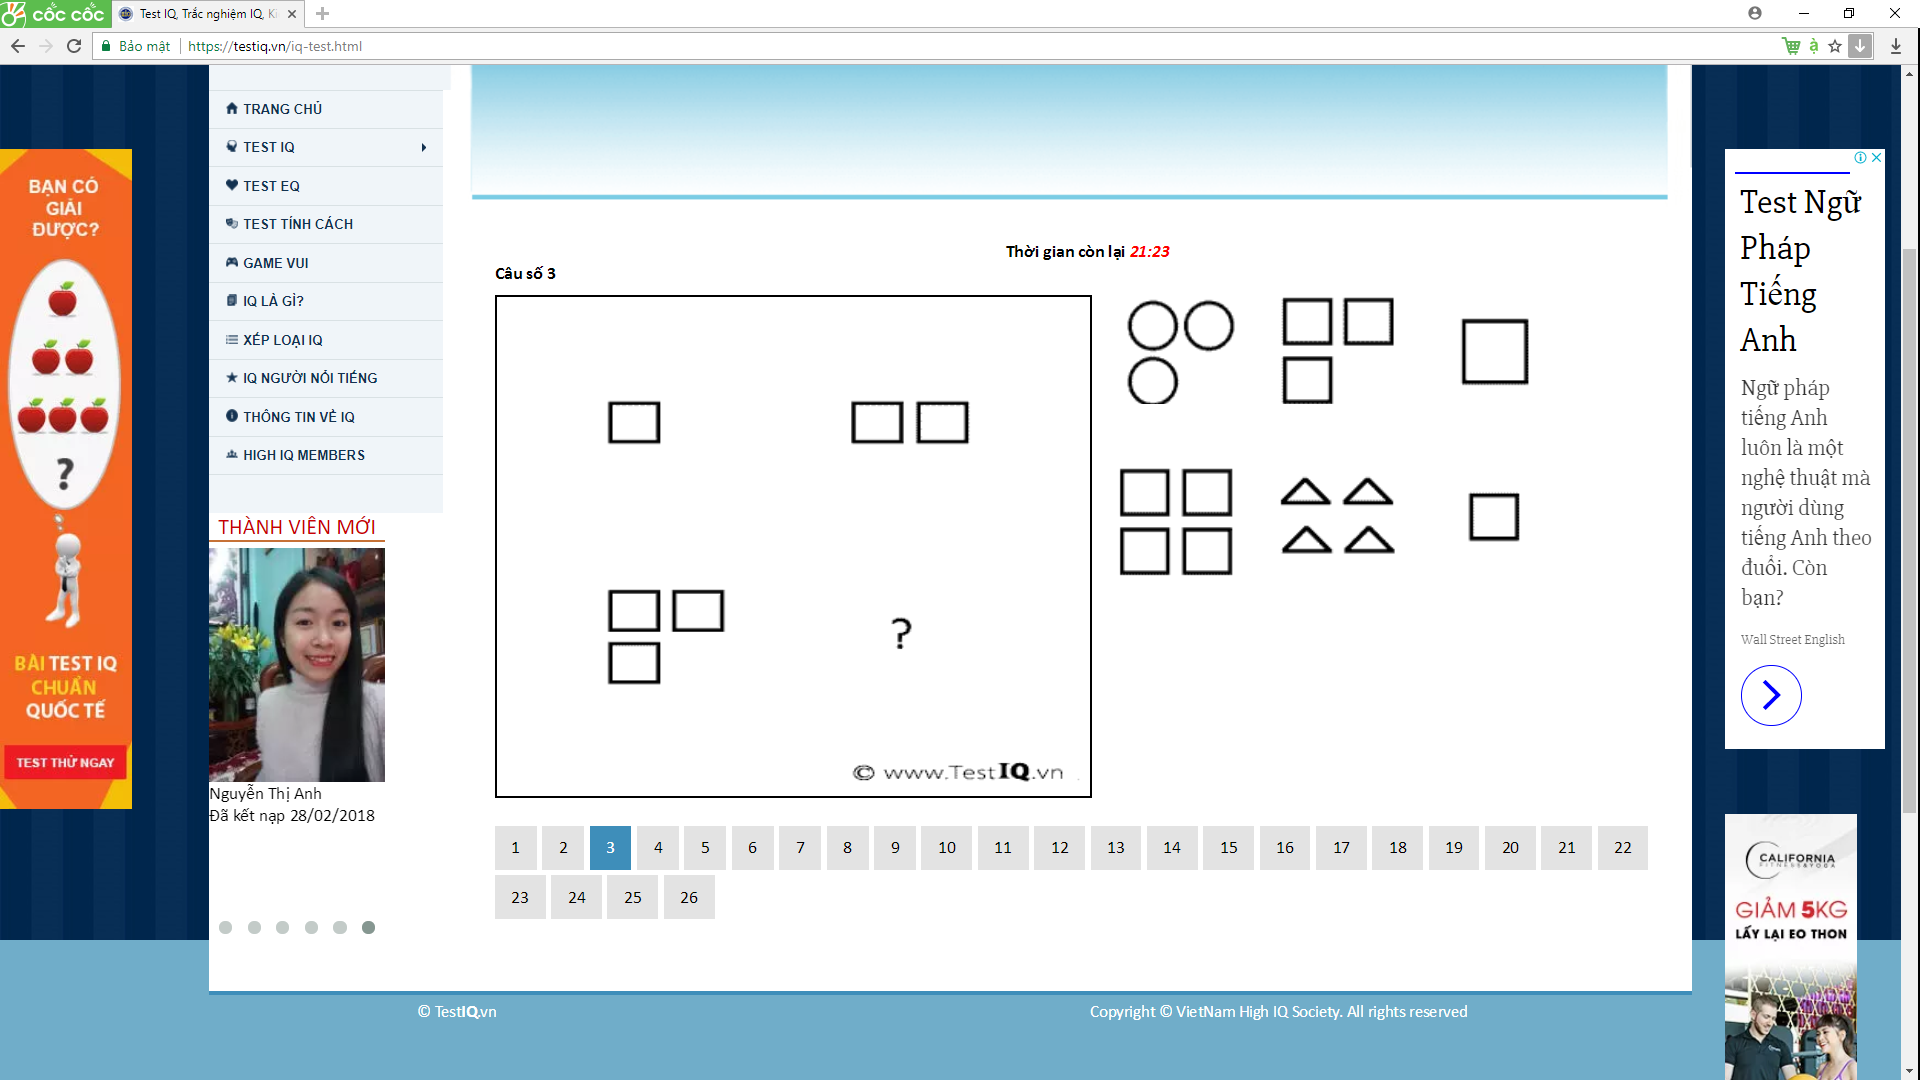 cốc cốc
Test IQ, Trắc nghiệm IQ, Ki
Bảo mật
https://testiq.vn/iq-test.html
TRANG CHỦ
TEST IQ
TEST EQ
TEST TÍNH CÁCH
GAME VUI
IQ LÀ GÌ?
XẾP LOẠI IQ
IQ NGƯỜI NỔI TIẾNG
THÔNG TIN VỀ IQ
HIGH IQ MEMBERS
THÀNH VIÊN MỚI
Nguyễn Thị Anh
Đã kết nạp 28/02/2018
BẠN CÓ
GIẢI
ĐƯỢC?
?
BÀI TEST IQ
CHUẨN
QUỐC TẾ
TEST THỬ NGAY
Thời gian còn lại 21:23
Câu số 3
?
© www.TestIQ.vn
1 2 3 4 5 6 7 8 9 10 11 12 13 14 15 16 17 18 19 20 21 22
23 24 25 26
Test Ngữ
Pháp
Tiếng
Anh
Ngữ pháp
tiếng Anh
luôn là một
nghệ thuật mà
người dùng
tiếng Anh theo
đuổi. Còn
bạn?
Wall Street English
CALIFORNIA
FITNESS & YOGA
GIẢM 5KG
LẤY LẠI EO THON
© TestIQ.vn
Copyright © VietNam High IQ Society. All rights reserved